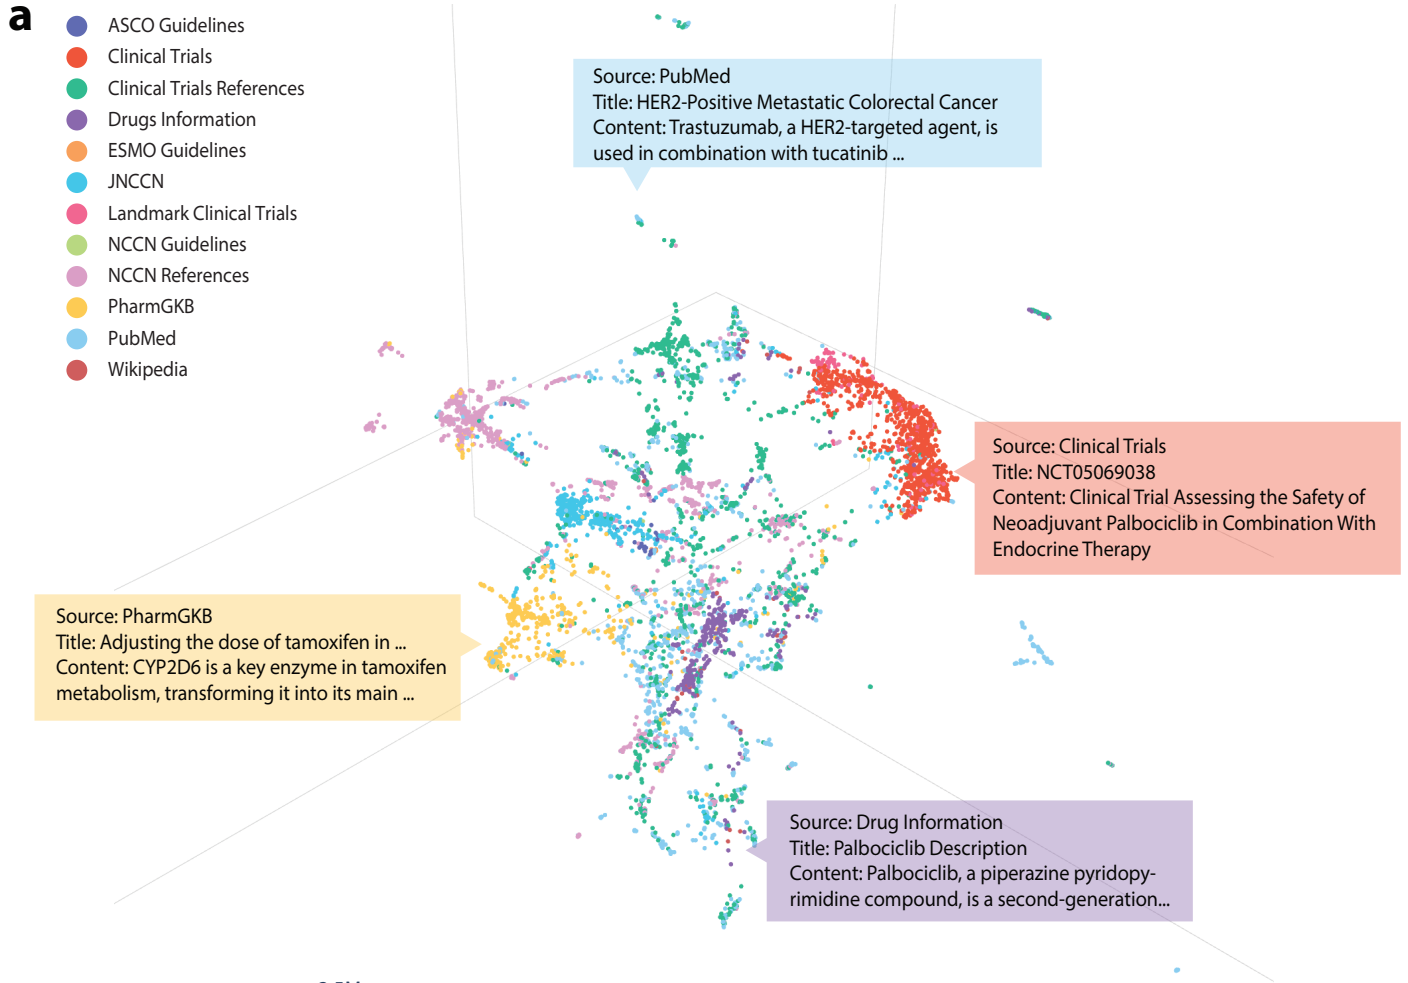 a
ASCO Guidelines
Clinical Trials
Clinical Trials References
Drugs Information
ESMO Guidelines
JNCCN
Landmark Clinical Trials
NCCN Guidelines
NCCN References
PharmGKB
PubMed
Wikipedia
Source: PubMed
Title: HER2-Positive Metastatic Colorectal Cancer
Content: Trastuzumab, a HER2-targeted agent, is
used in combination with tucatinib ...
Source: Clinical Trials
Title: NCT05069038
Content: Clinical Trial Assessing the Safety of
Neoadjuvant Palbociclib in Combination With
Endocrine Therapy
Source: PharmGKB
Title: Adjusting the dose of tamoxifen in ...
Content: CYP2D6 is a key enzyme in tamoxifen
metabolism, transforming it into its main ...
Source: Drug Information
Title: Palbociclib Description
Content: Palbociclib, a piperazine pyridopy-
rimidine compound, is a second-generation...